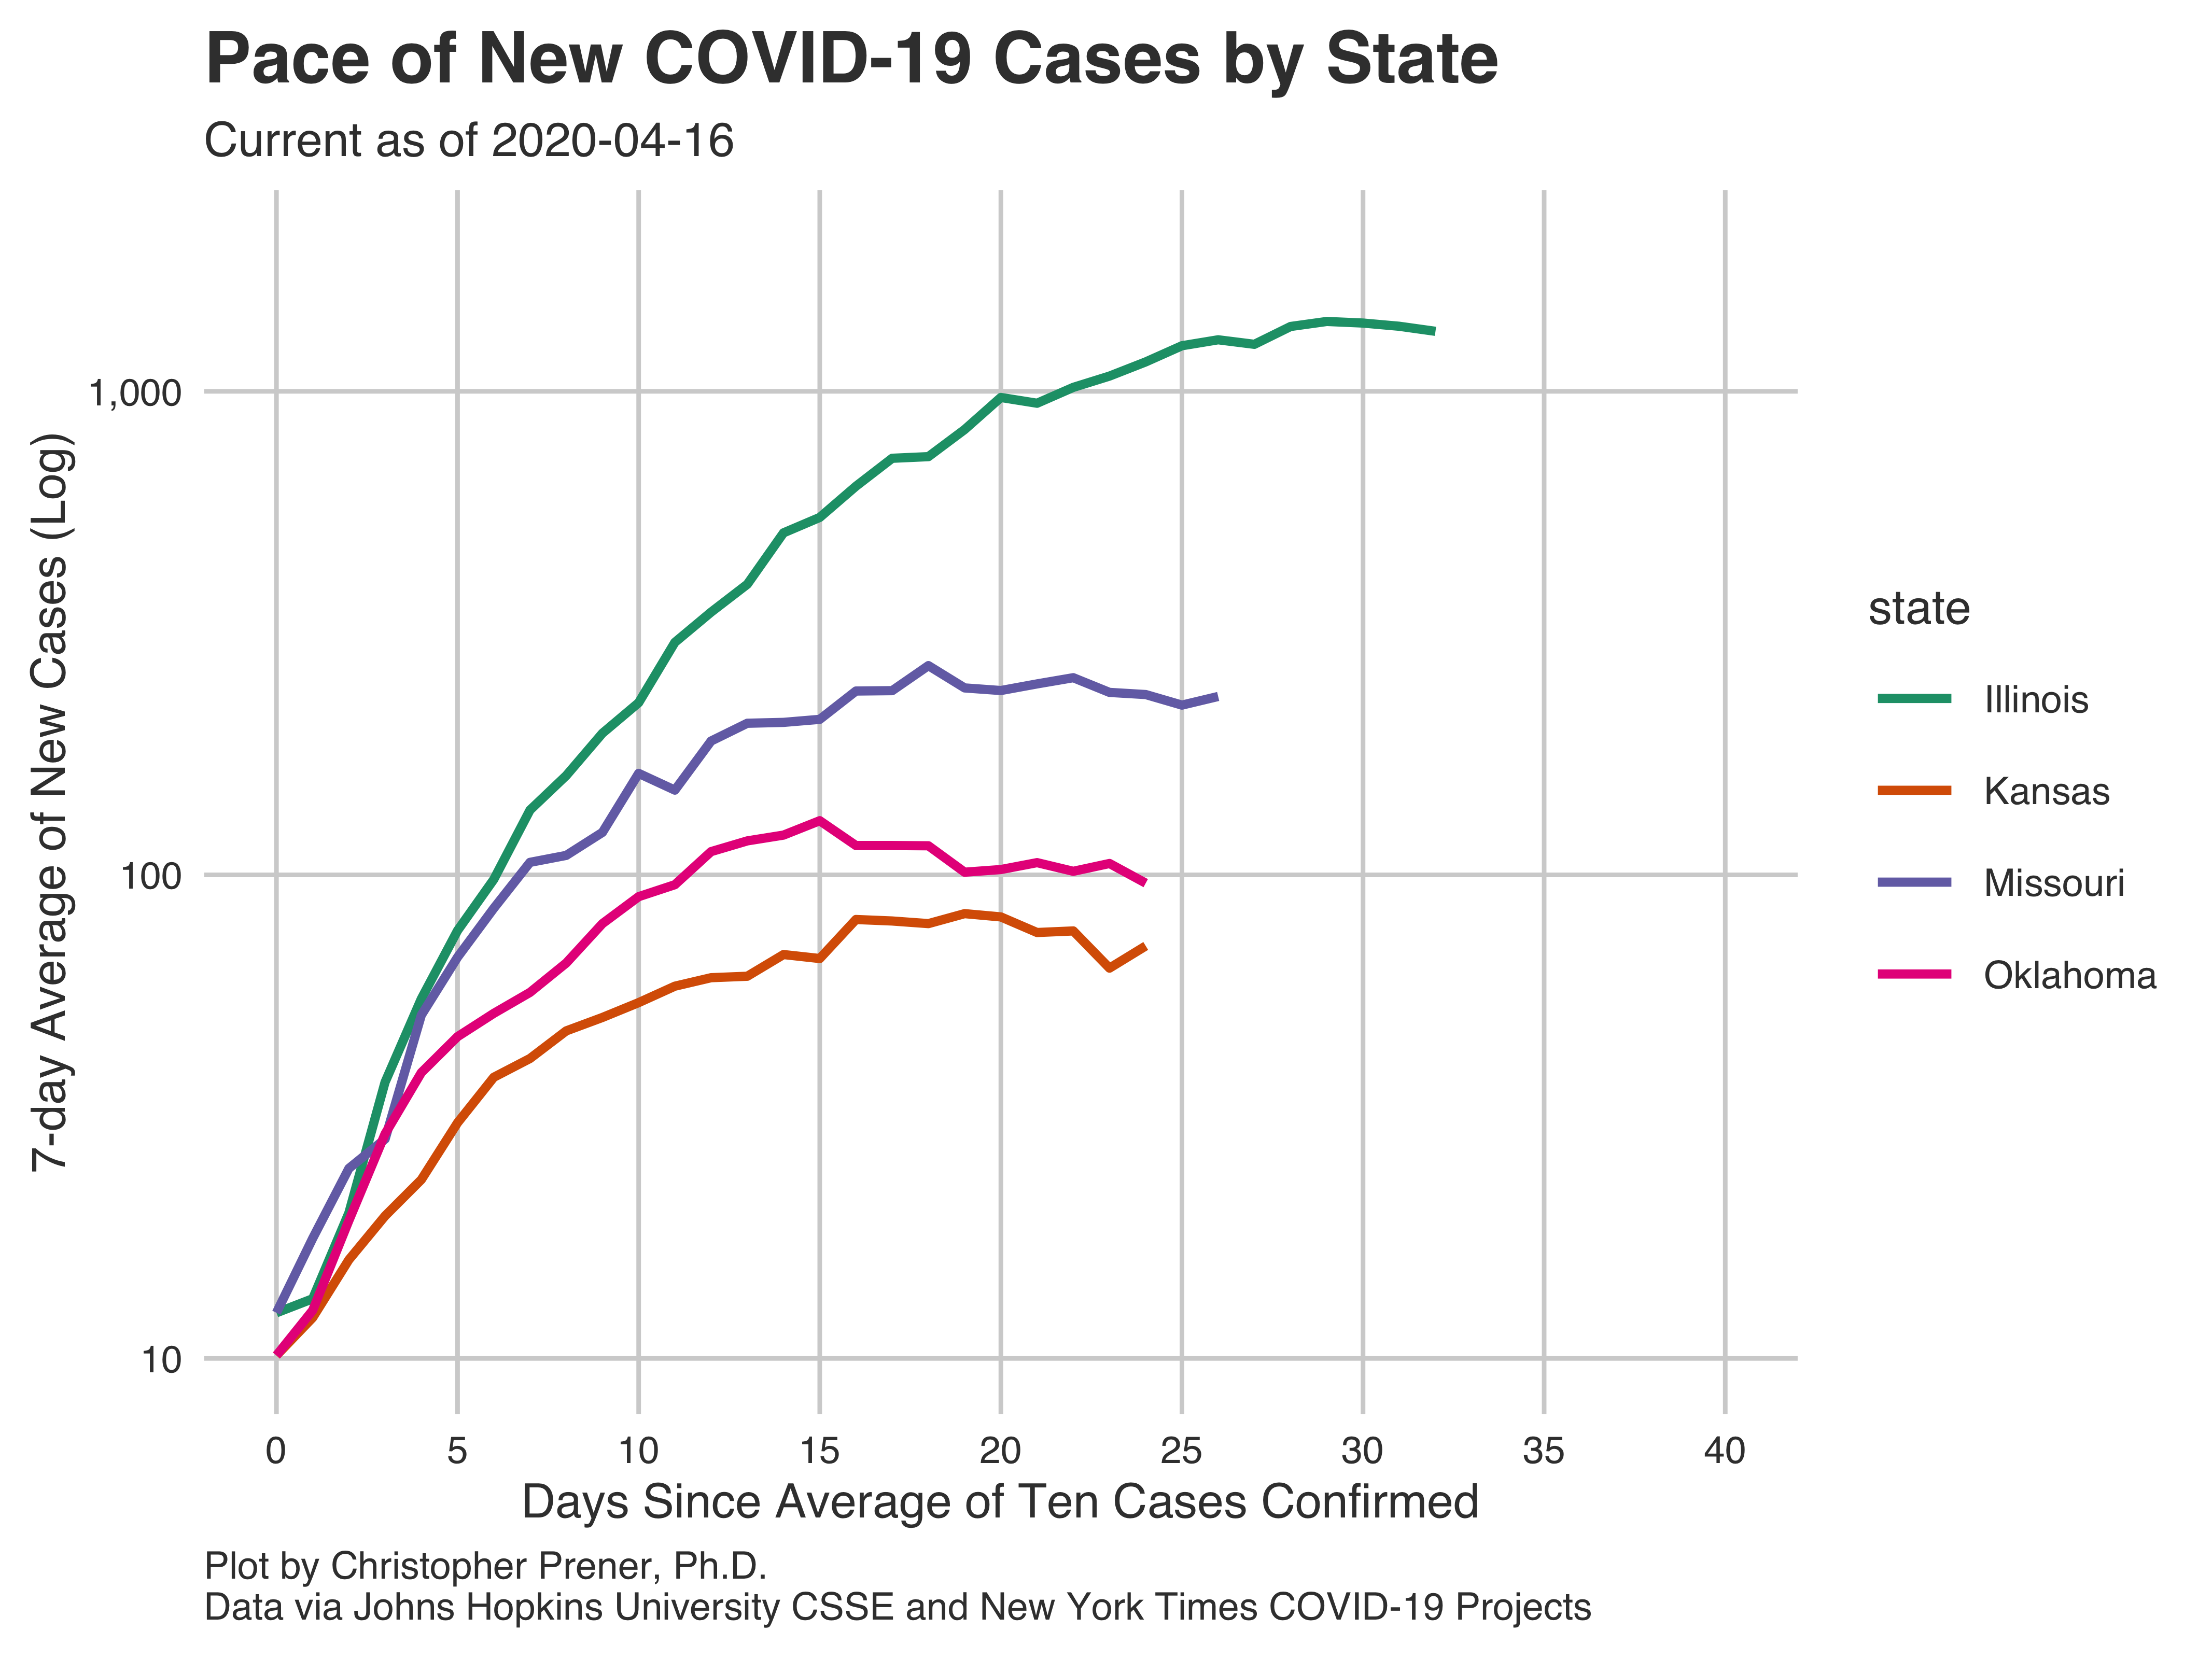 Pace of New COVID-19 Cases by State
Current as of 2020-04-16
7-day Average of New Cases (Log)
1,000
100
10
0 5 10 15 20 25 30 35 40
Days Since Average of Ten Cases Confirmed
state
Illinois
Kansas
Missouri
Oklahoma
Plot by Christopher Prener, Ph.D.
Data via Johns Hopkins University CSSE and New York Times COVID-19 Projects